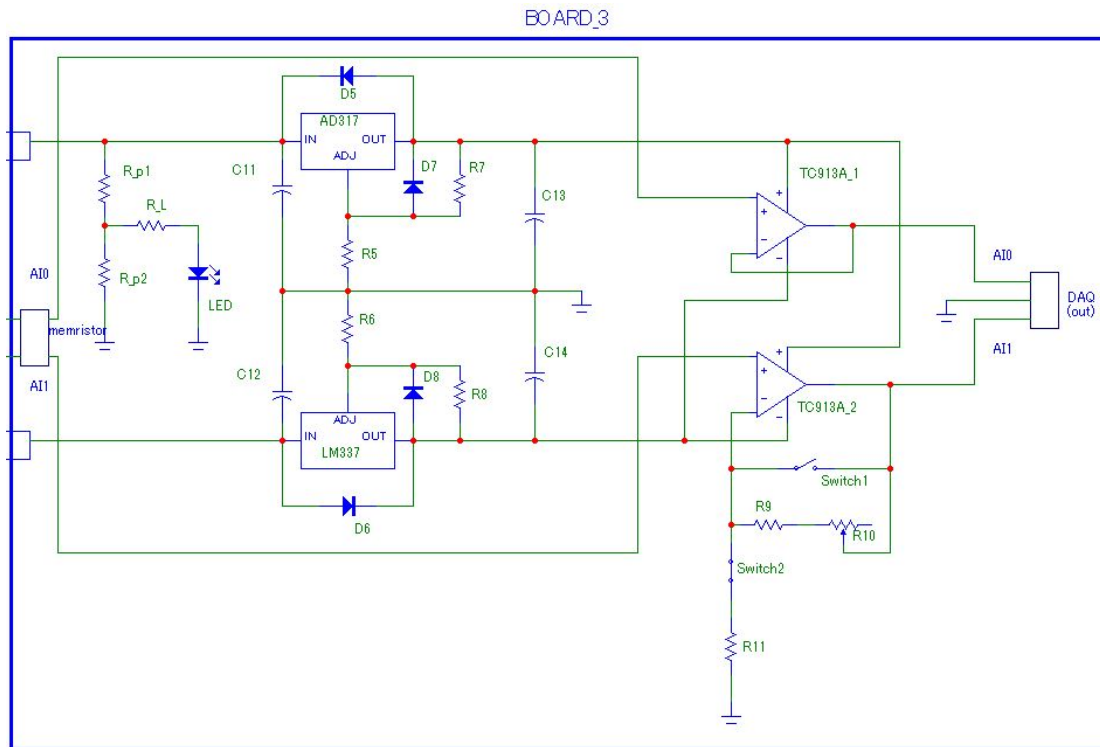 BOARD_3
D5
AD317
IN
OUT
ADJ
R_p1
C11
D7
R7
C13
TC913A_1
+
+
−
−
R_L
AI0
R_p2
R5
LED
AI0
DAQ
(out)
memristor
R6
AI1
C12
D8
R8
C14
+
+
−
−
AI1
TC913A_2
ADJ
IN
OUT
LM337
D6
Switch1
R9
R10
Switch2
R11